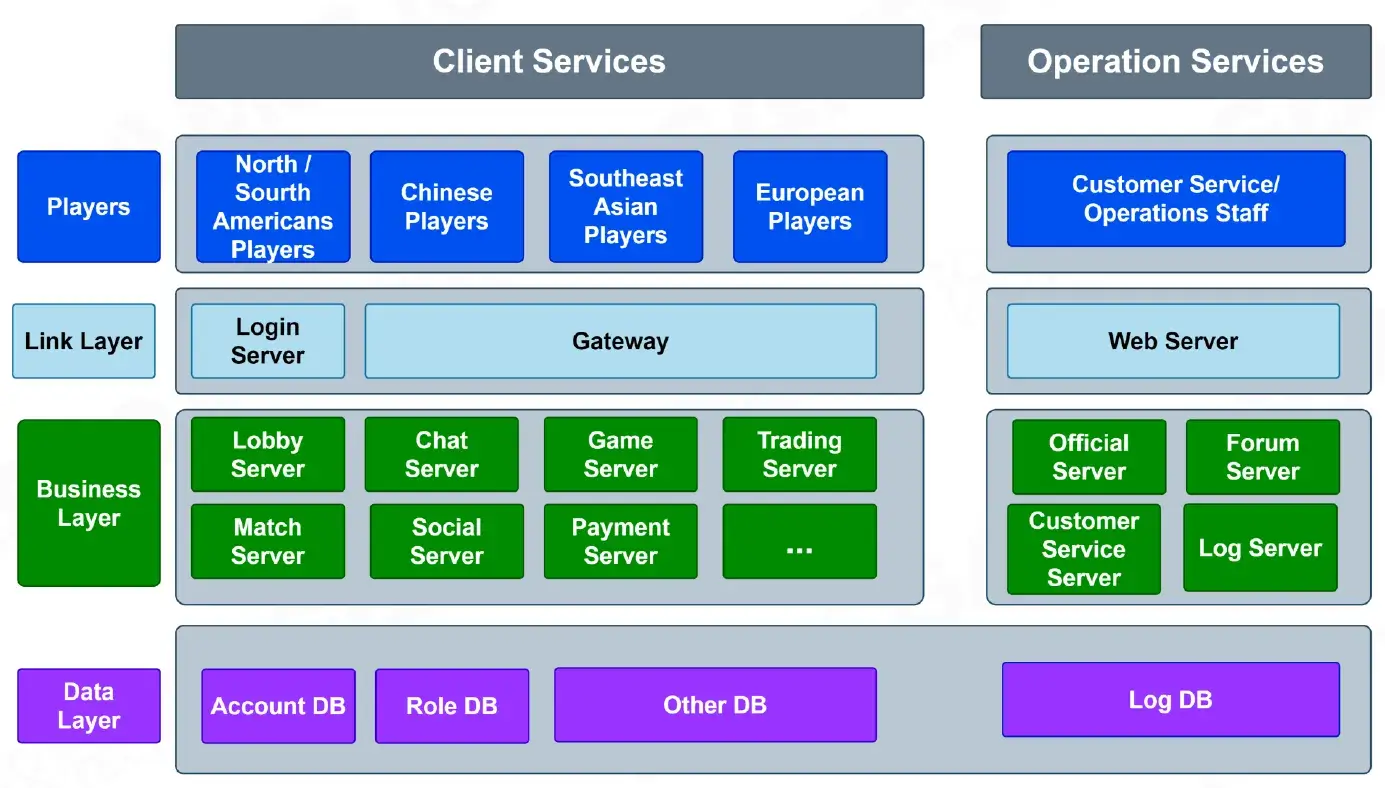 Client Services
Operation Services
Players
North /
Sourth
Americans
Players
Chinese
Players
Southeast
Asian
Players
European
Players
Customer Service/
Operations Staff
Link Layer
Login
Server
Gateway
Web Server
Business
Layer
Lobby
Server
Chat
Server
Game
Server
Trading
Server
Match
Server
Social
Server
Payment
Server
...
Official
Server
Forum
Server
Customer
Service
Server
Log Server
Data
Layer
Account DB
Role DB
Other DB
Log DB